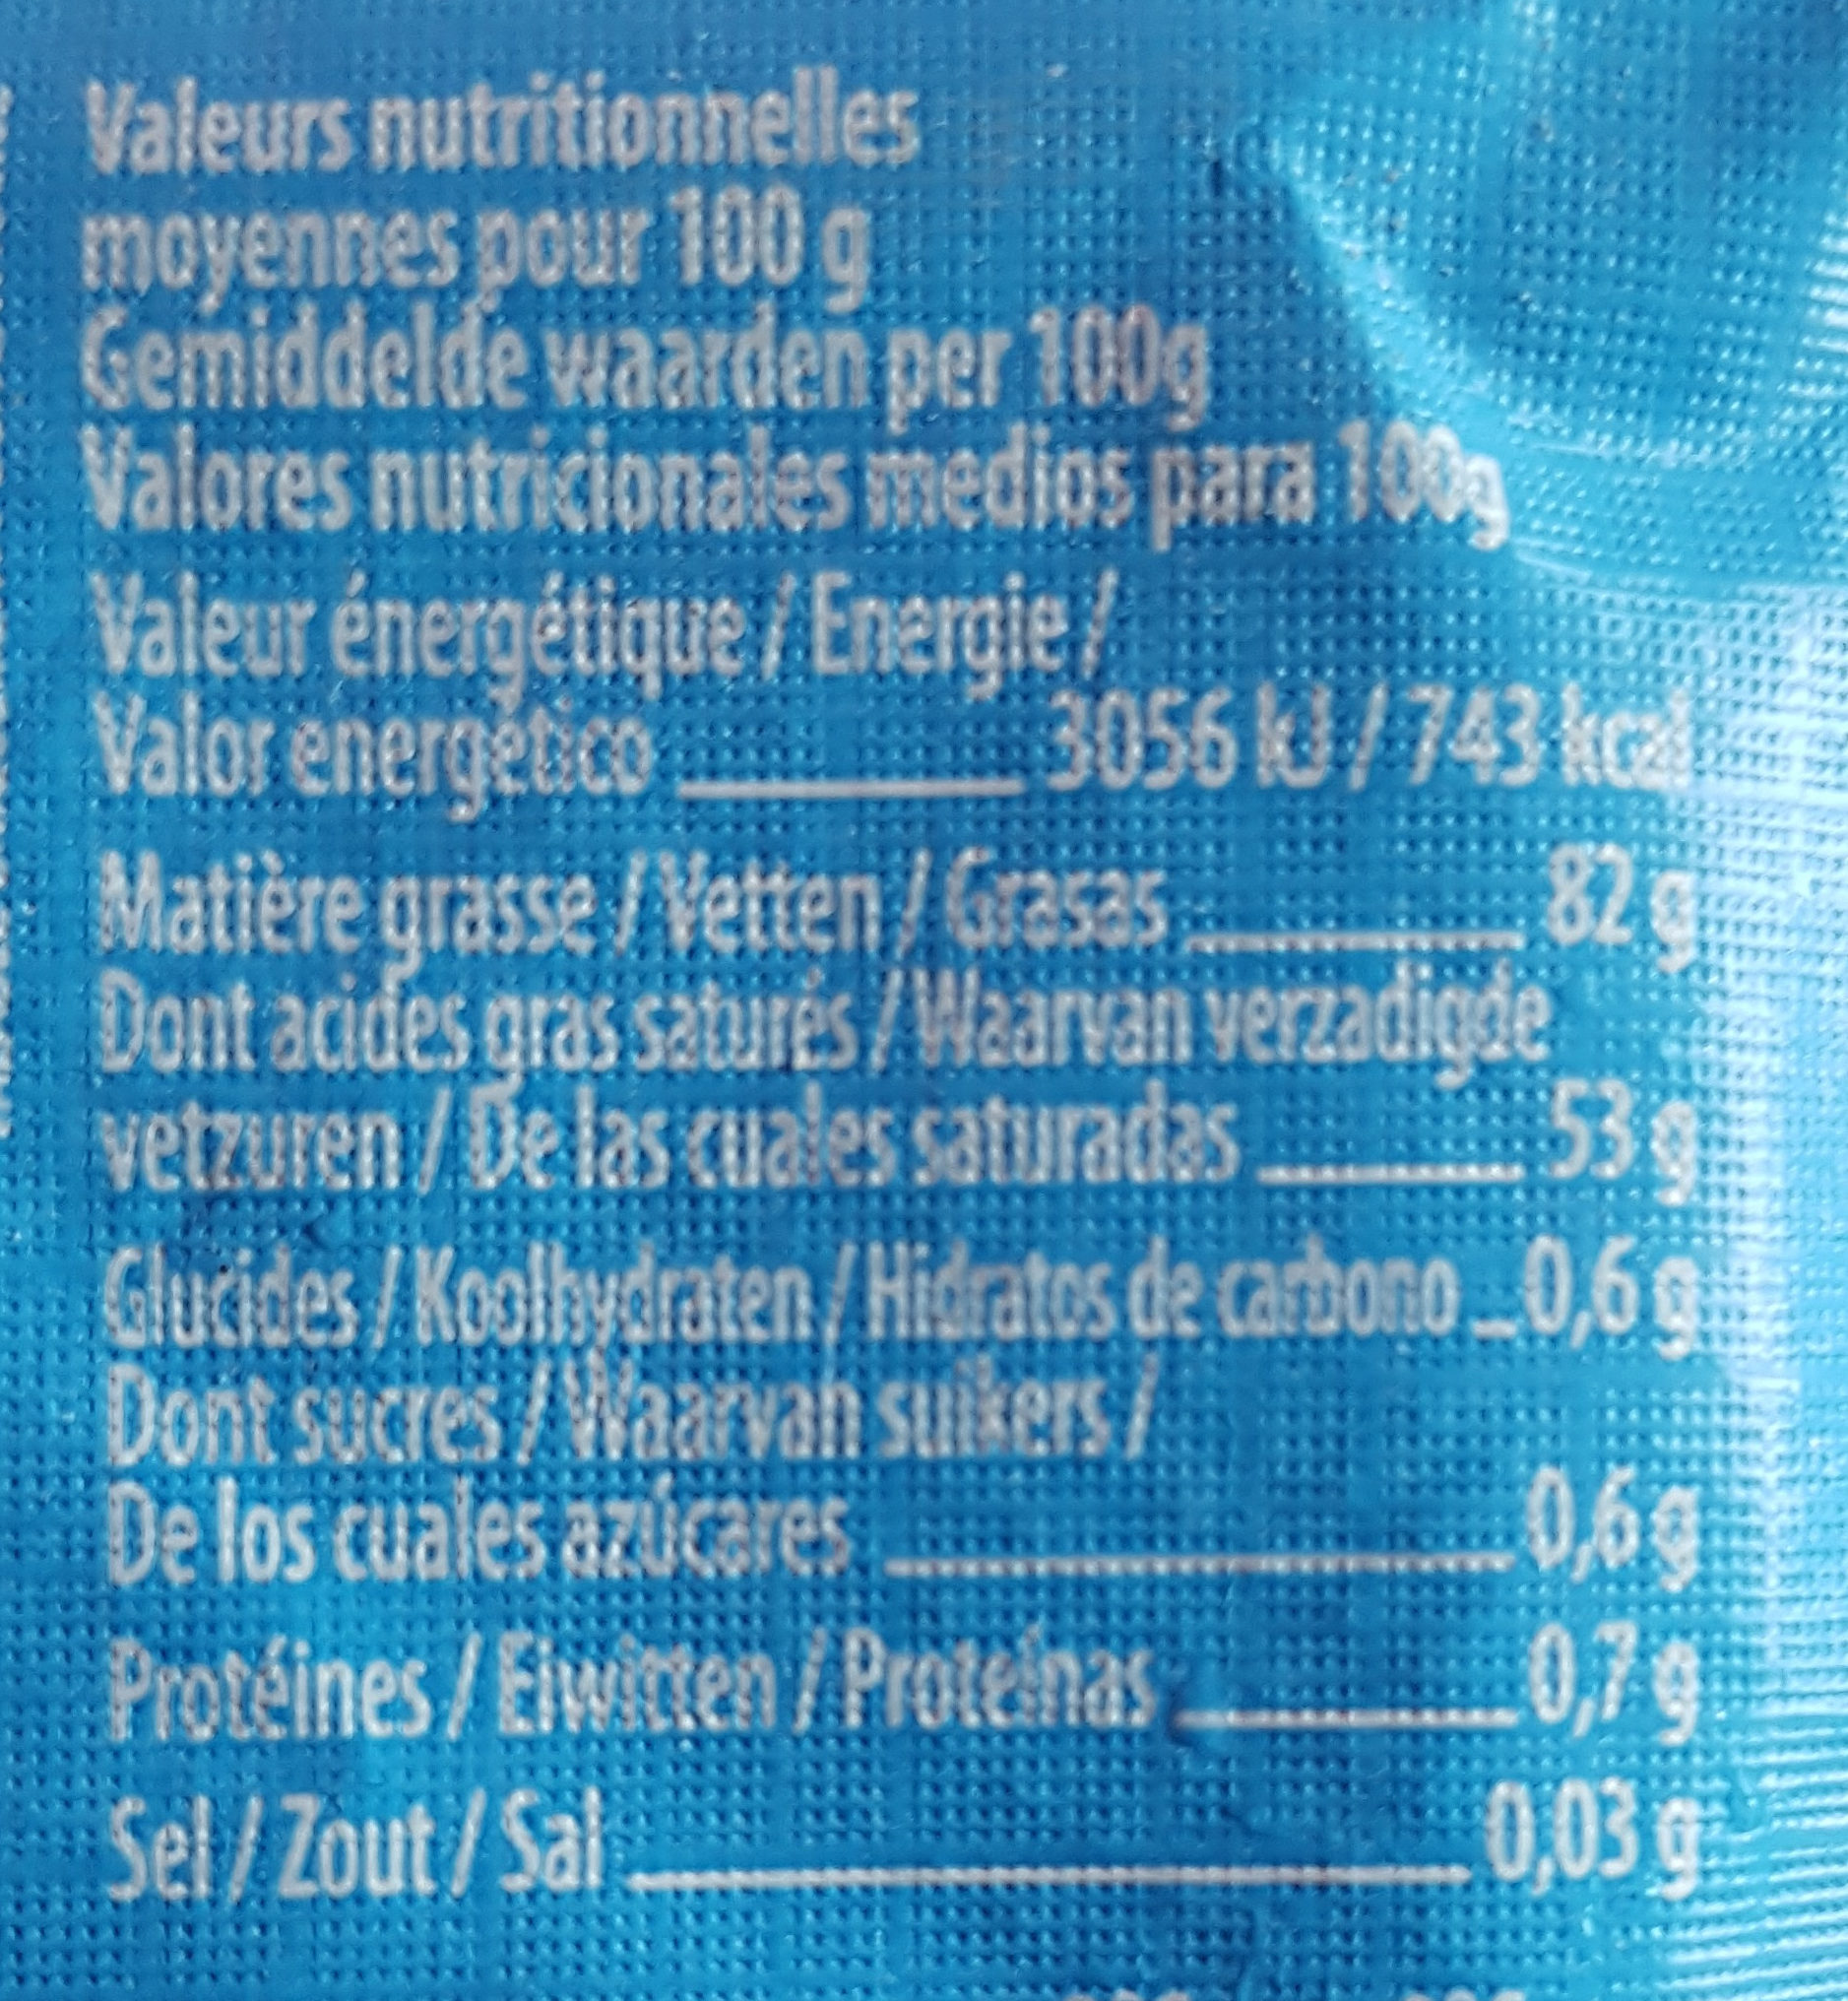 Valeurs nutritionnelles
moyennes pour 100 g
Gemiddelde waarden per 100g
Valores nutricionales medios para 100g
Valeur énergétique / Energie /
Valor energético 3056 kJ / 743 kcal
Matière grasse / Vetten / Grasas 82 g
Dont acides gras saturés / Waarvan verzadigde
vetzuren / De las cuales saturadas 53 g
Glucides / Koolhydraten / Hidratos de carbono 0,6 g
Dont sucres / Waarvan suikers /
De los cuales azúcares 0,6 g
Protéines / Eiwitten / Proteínas 0,7 g
Sel / Zout / Sal 0,03 g